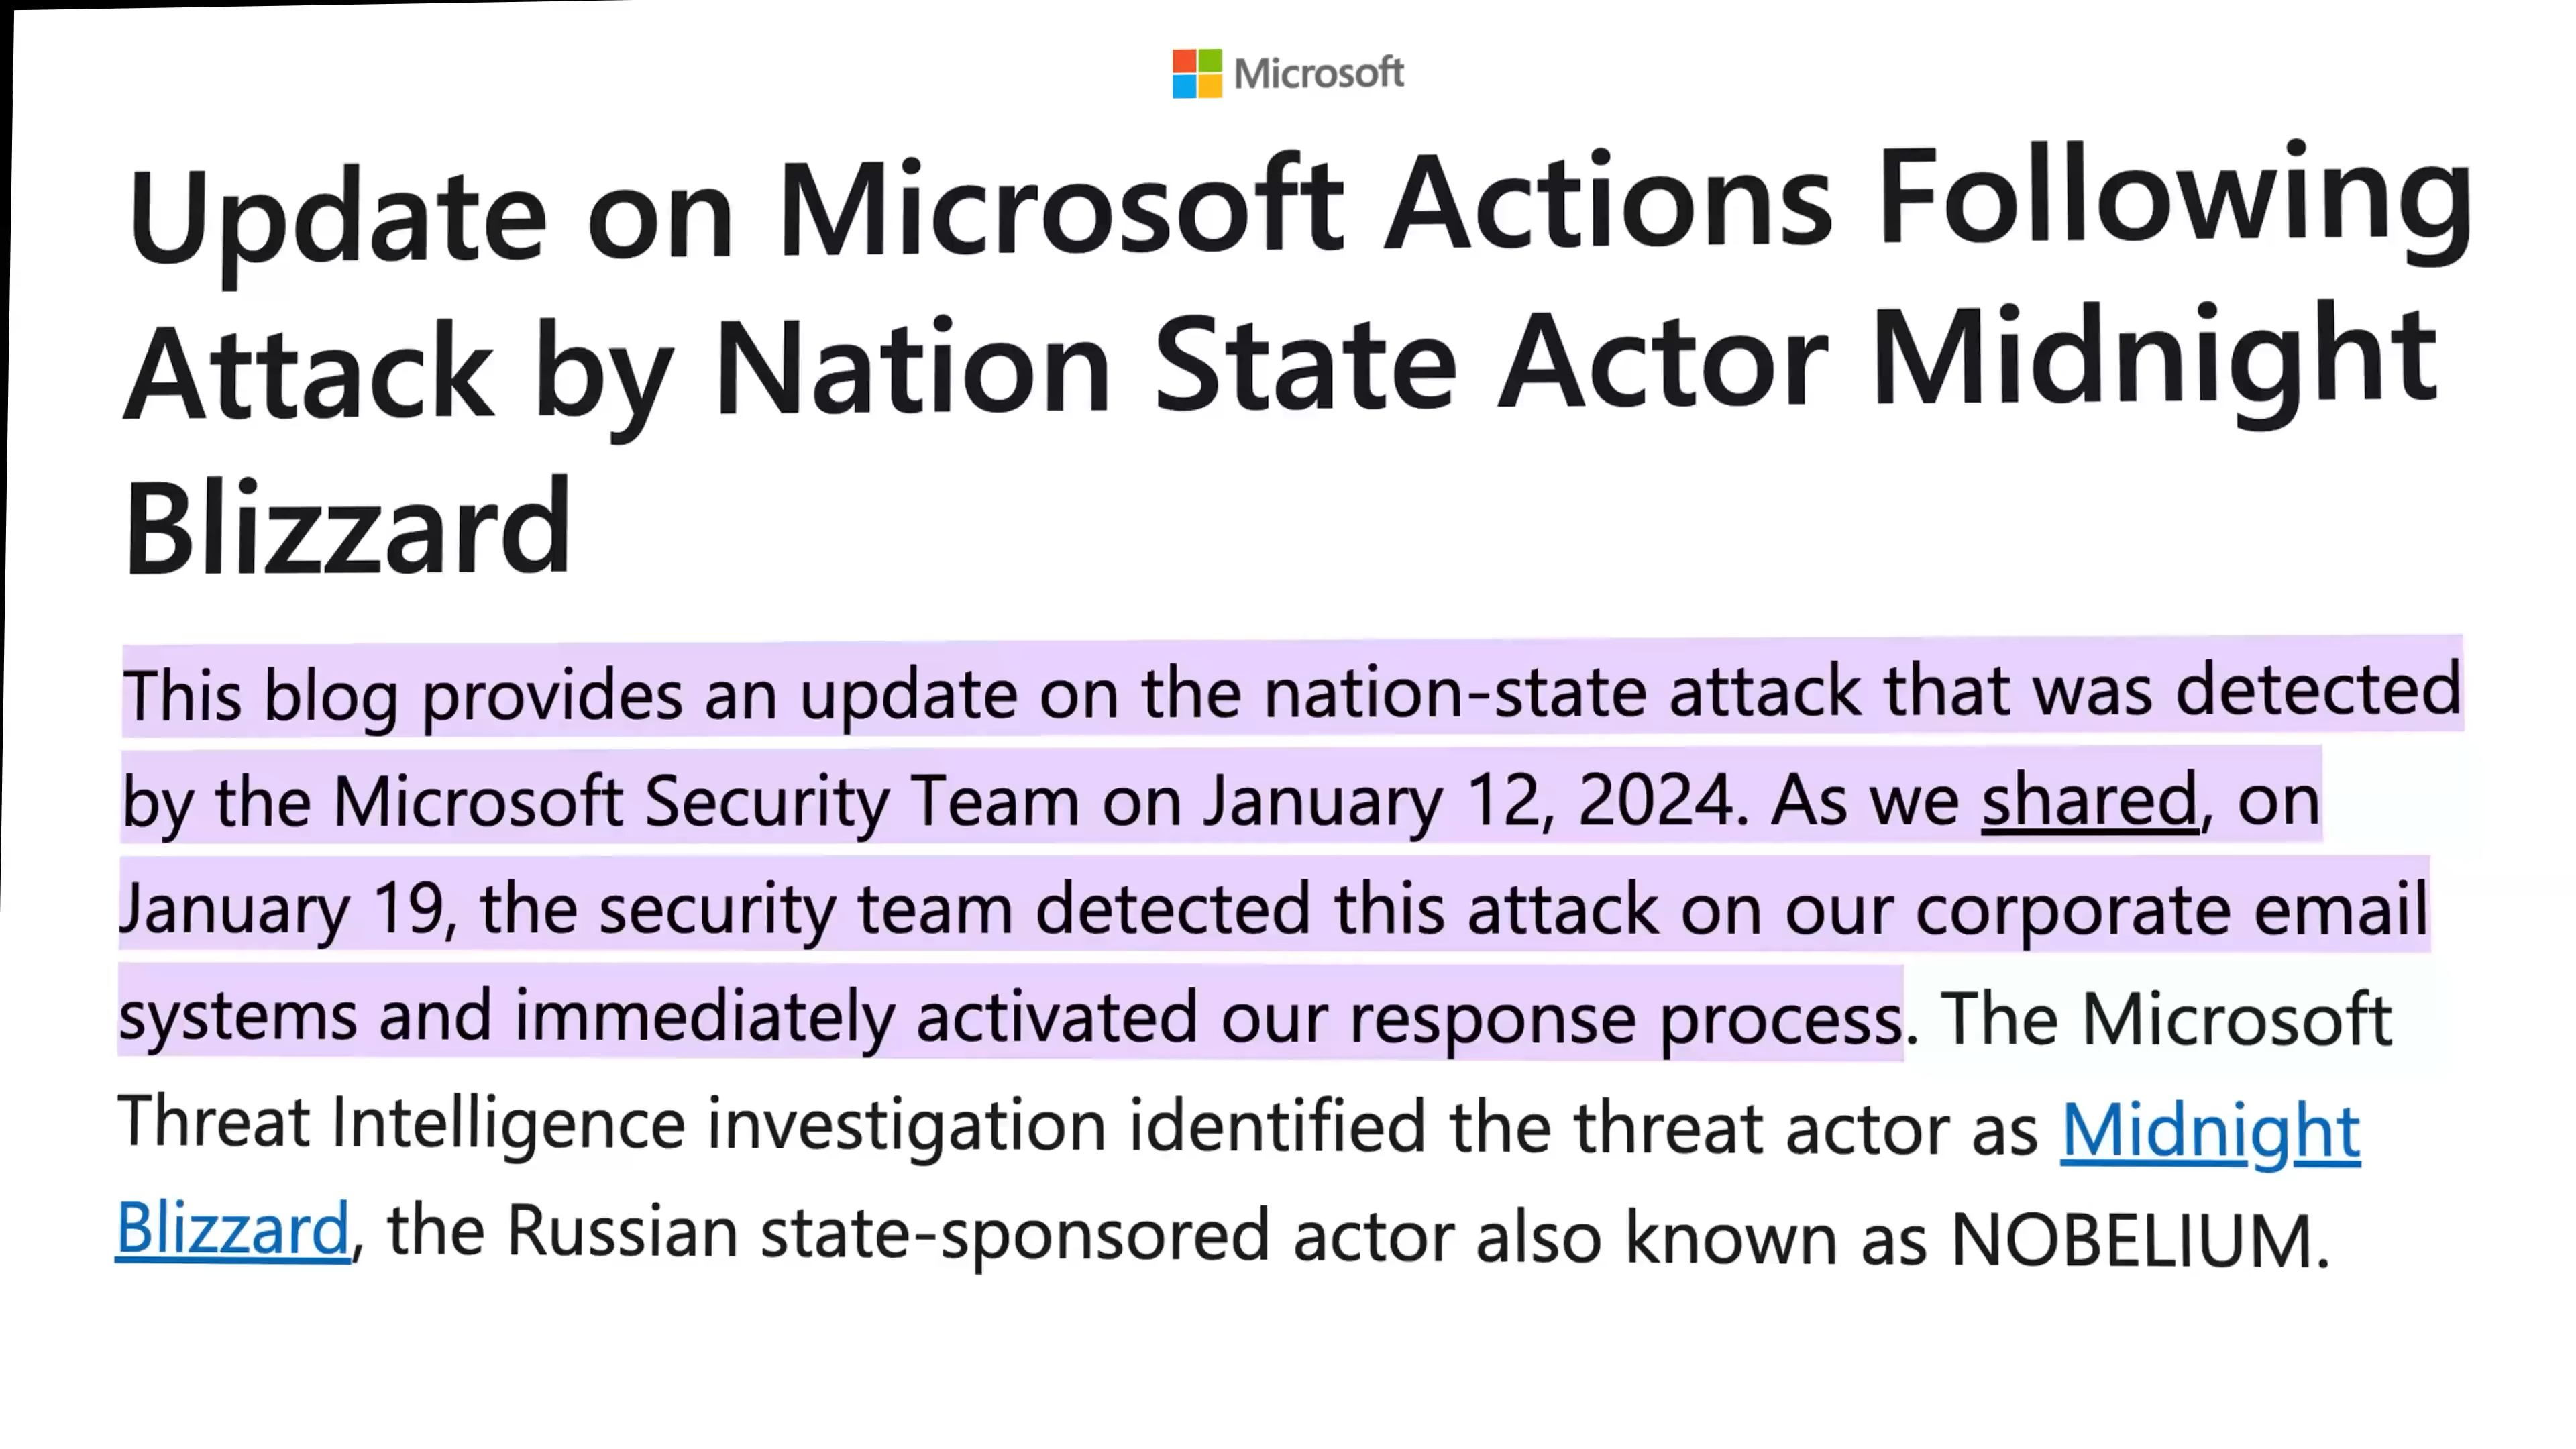 Microsoft
Update on Microsoft Actions Following
Attack by Nation State Actor Midnight
Blizzard
This blog provides an update on the nation-state attack that was detected
by the Microsoft Security Team on January 12, 2024. As we shared, on
January 19, the security team detected this attack on our corporate email
systems and immediately activated our response process. The Microsoft
Threat Intelligence investigation identified the threat actor as Midnight
Blizzard, the Russian state-sponsored actor also known as NOBELIUM.